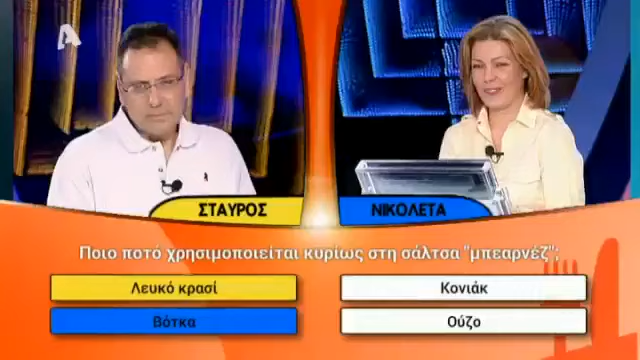 A
ΣΤΑΥΡΟΣ
ΝΙΚΟΛΕΤΑ
Ποιο ποτό χρησιμοποιείται κυρίως στη σάλτσα "μπεαρνέζ";
Λευκό κρασί
Κονιάκ
Βότκα
Ούζο